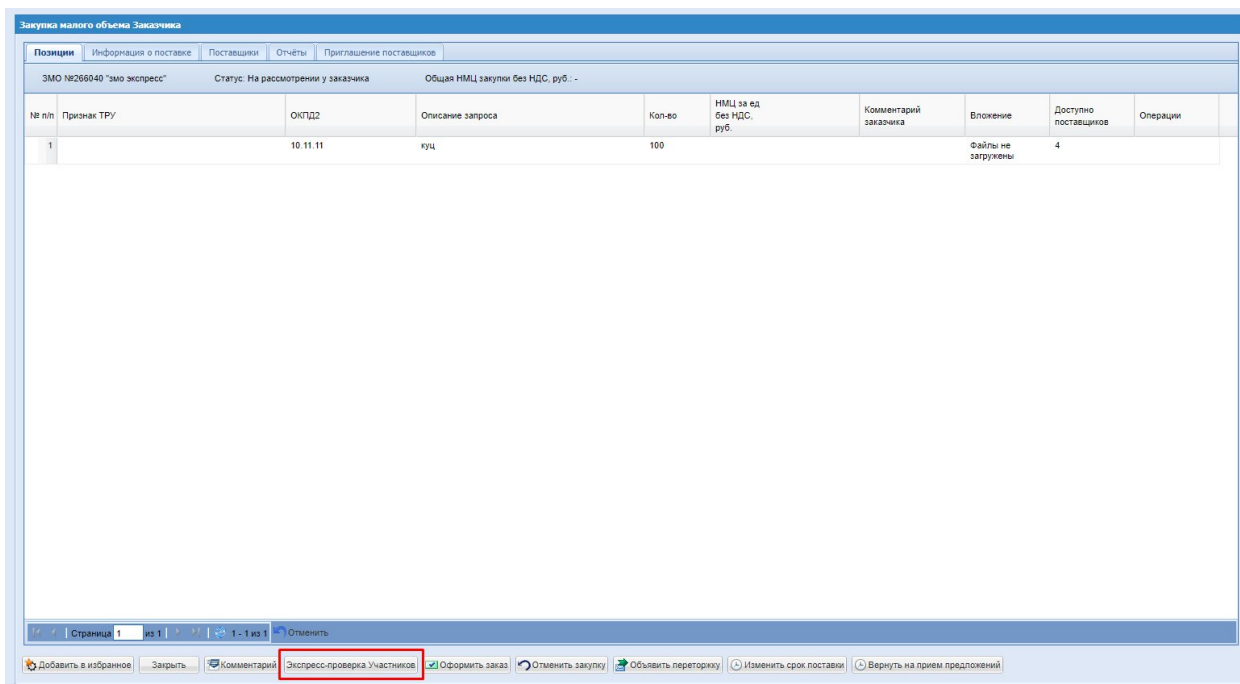 Закупка малого объема Заказчика
Позиции Информация о поставке Поставщики Отчёты Приглашение поставщиков
ЗМО №266040 "змо экспресс" Статус: На рассмотрении у заказчика Общая НМЦ закупки без НДС, руб.: -
№ п/п Признак ТРУ ОКПД2 Описание запроса Кол-во НМЦ за ед без НДС, руб. Комментарий заказчика Вложение Доступно поставщиков Операции
1 10.11.11 куц 100 Файлы не загружены 4
Страница 1 из 1 1 - 1 из 1 Отменить
Добавить в избранное Закрыть Комментарий Экспресс-проверка Участников Оформить заказ Отменить закупку Объявить переторжку Изменить срок поставки Вернуть на прием предложений